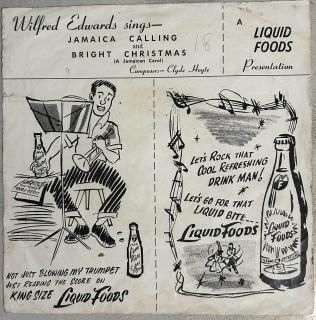 Wilfred Edwards sings—
JAMAICA CALLING
and
BRIGHT CHRISTMAS
(A Jamaican Carol)
Composer— Clyde Hoyte
18
A
LIQUID
FOODS
Presentation
LET'S ROCK THAT
COOL REFRESHING
DRINK MAN!
LET'S GO FOR THAT
LIQUID BITE
LIQUID FOODS
LIQUID
FOODS
NOT JUST BLOWING MY TRUMPET
JUST READING THE SCORE ON
KING SIZE LIQUID FOODS